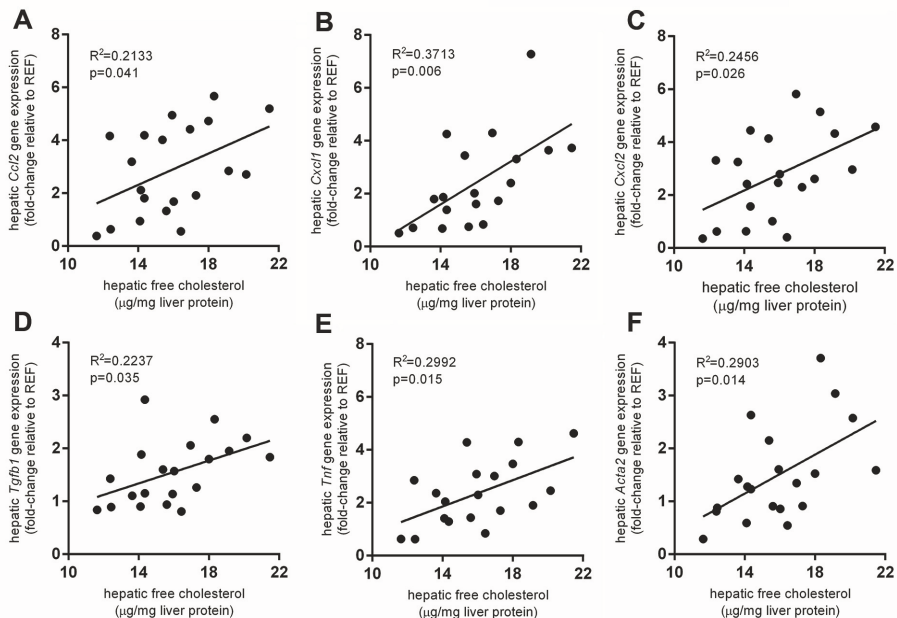 A
hepatic Ccl2 gene expression
(fold-change relative to REF)
R²=0.2133
p=0.041
8
6
4
2
0
10 14 18 22
hepatic free cholesterol
(μg/mg liver protein)
B
hepatic Cxcl1 gene expression
(fold-change relative to REF)
R²=0.3713
p=0.006
8
6
4
2
0
10 14 18 22
hepatic free cholesterol
(μg/mg liver protein)
C
hepatic Cxcl2 gene expression
(fold-change relative to REF)
R²=0.2456
p=0.026
8
6
4
2
0
10 14 18 22
hepatic free cholesterol
(μg/mg liver protein)
D
hepatic Tgfb1 gene expression
(fold-change relative to REF)
R²=0.2237
p=0.035
4
3
2
1
0
10 14 18 22
hepatic free cholesterol
(μg/mg liver protein)
E
hepatic Tnf gene expression
(fold-change relative to REF)
R²=0.2992
p=0.015
8
6
4
2
0
10 14 18 22
hepatic free cholesterol
(μg/mg liver protein)
F
hepatic Acta2 gene expression
(fold-change relative to REF)
R²=0.2903
p=0.014
4
3
2
1
0
10 14 18 22
hepatic free cholesterol
(μg/mg liver protein)